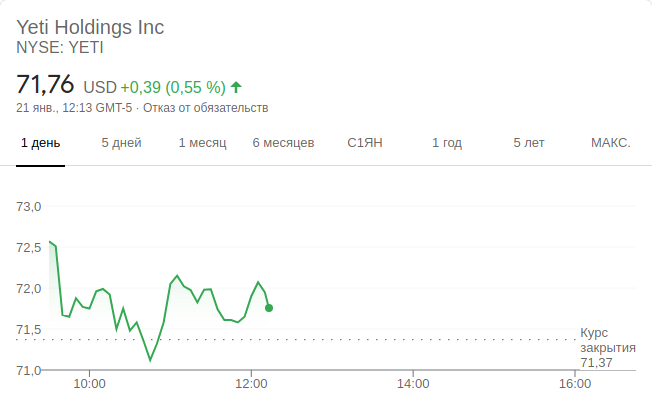 Yeti Holdings Inc
NYSE: YETI
71,76 USD +0,39 (0,55 %)
21 янв., 12:13 GMT-5 · Отказ от обязательств
1 день 5 дней 1 месяц 6 месяцев С1ЯН 1 год 5 лет МАКС.
73,0
72,5
72,0
71,5
71,0
Курс
закрытия
71,37
10:00 12:00 14:00 16:00